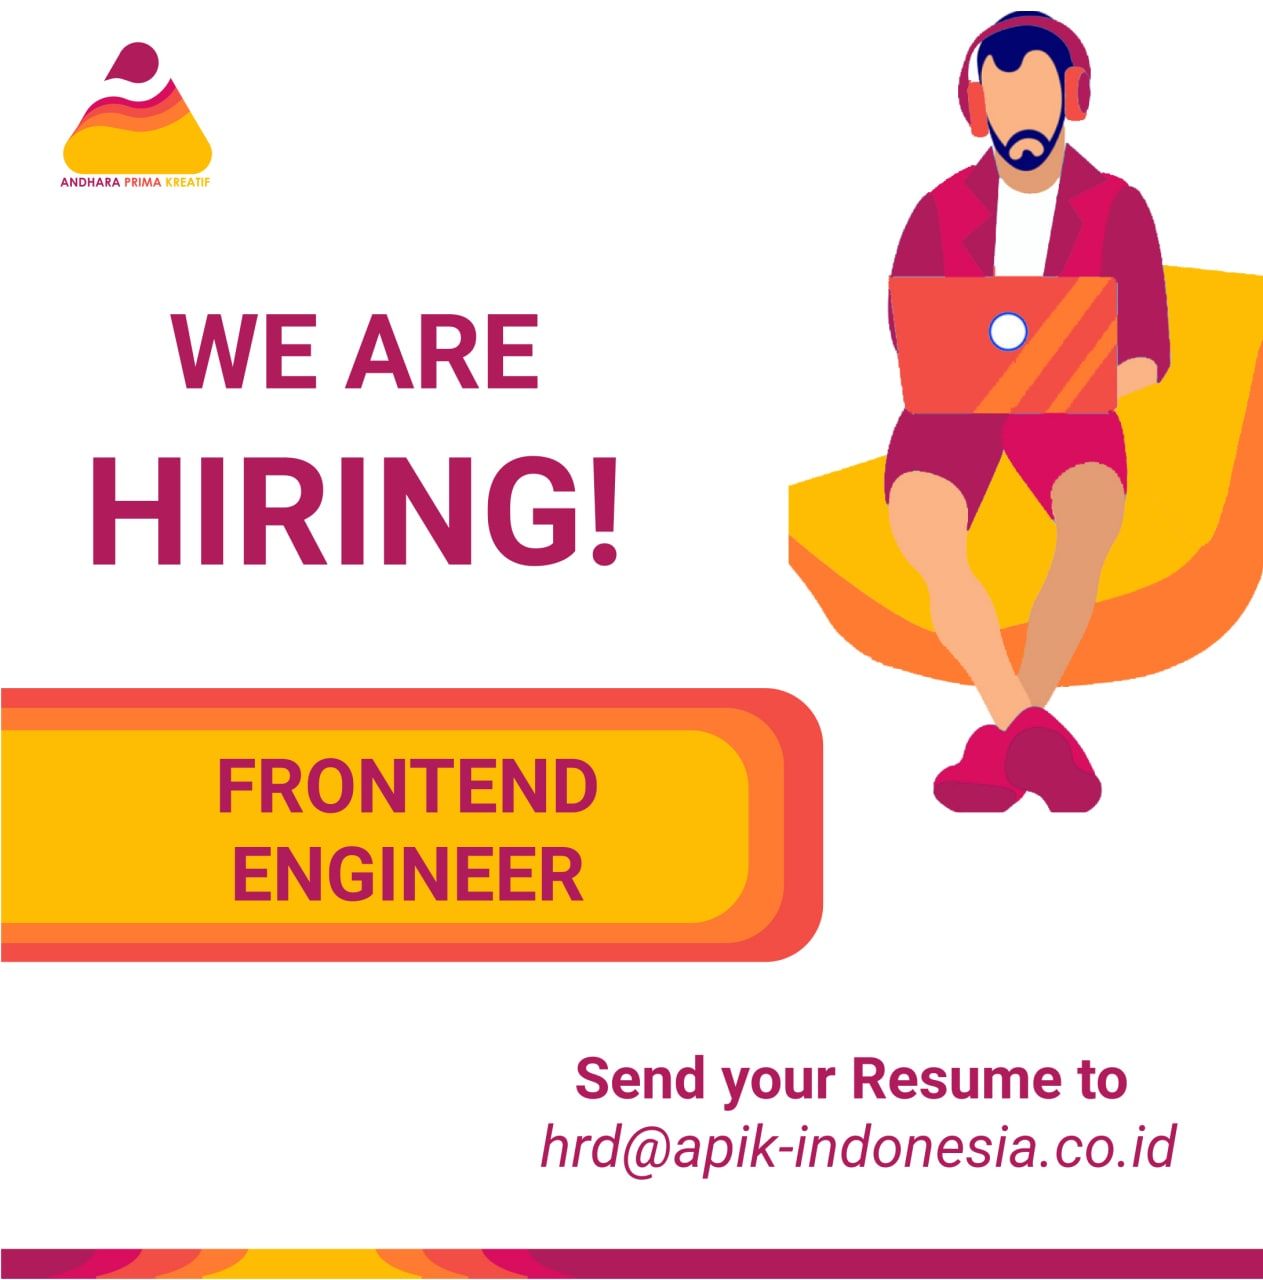 ANDHARA PRIMA KREATIF
WE ARE
HIRING!
FRONTEND
ENGINEER
Send your Resume to
hrd@apik-indonesia.co.id